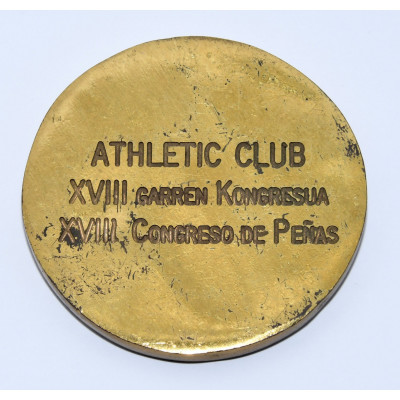 ATHLETIC CLUB
XVIII GARREN KONGRESUA
XVIII. CONGRESO DE PEÑAS